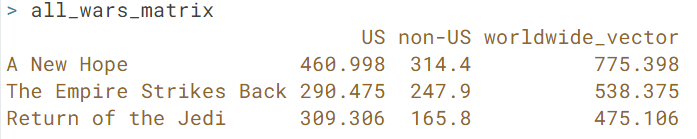 > all_wars_matrix
US non-US worldwide_vector
A New Hope 460.998 314.4 775.398
The Empire Strikes Back 290.475 247.9 538.375
Return of the Jedi 309.306 165.8 475.106